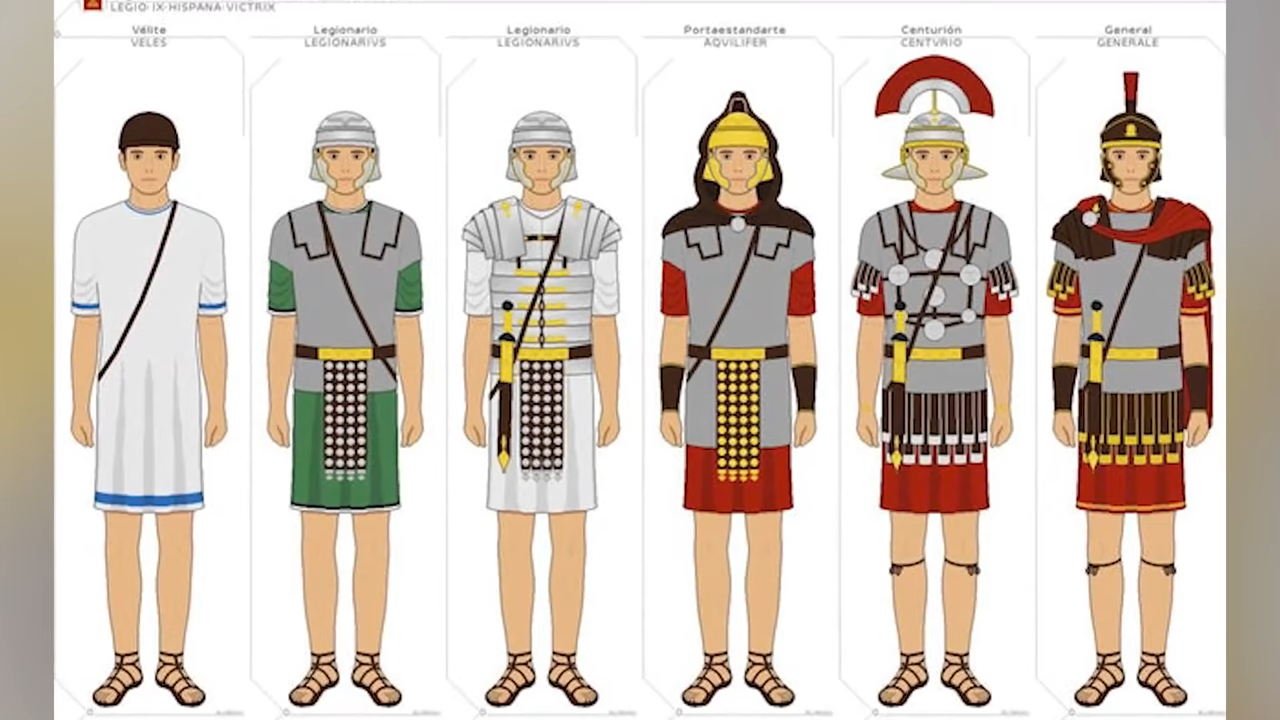 LEGIO·IX·HISPANA·VICTRIX
Vélite
VELES
Legionario
LEGIONARIVS
Legionario
LEGIONARIVS
Portaestandarte
AQVILIFER
Centurión
CENTVRIO
General
GENERALE